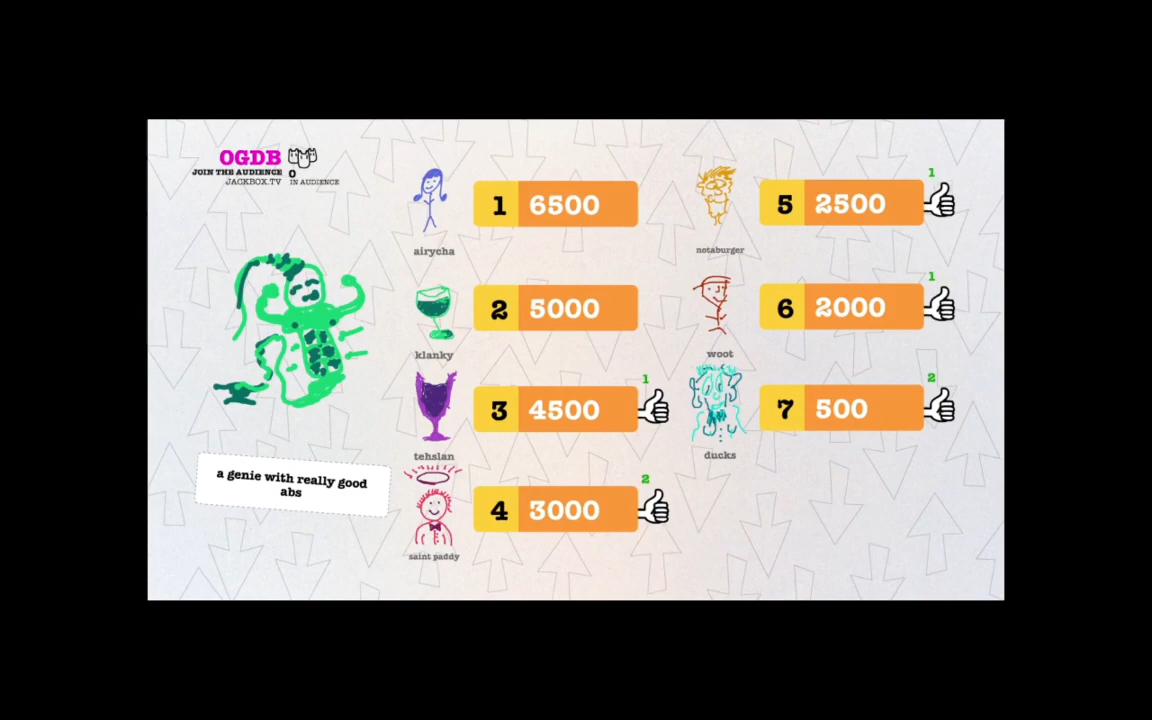 OGDB
JOIN THE AUDIENCE
JACKBOX.TV
0
IN AUDIENCE
a genie with really good
abs
1 6500
airycha
2 5000
klanky
1
3 4500
tehslan
2
4 3000
saint paddy
1
5 2500
notaburger
1
6 2000
woot
2
7 500
ducks